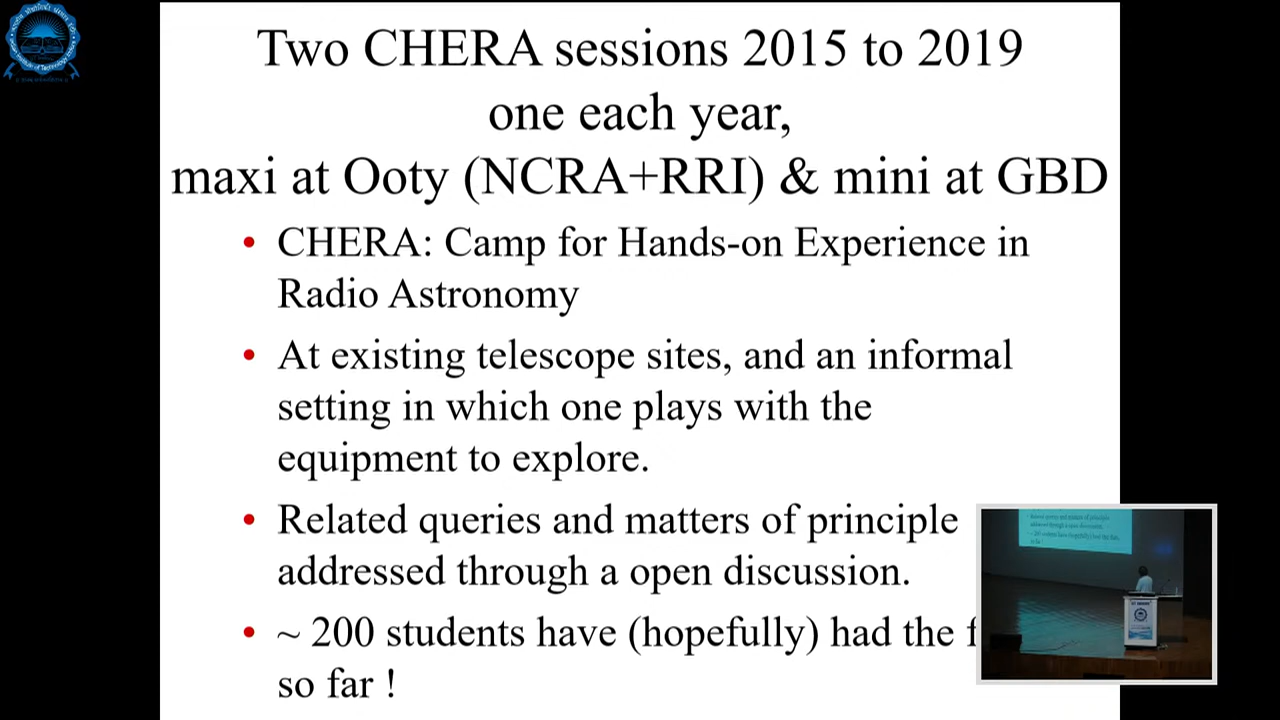 Two CHERA sessions 2015 to 2019
one each year,
maxi at Ooty (NCRA+RRI) & mini at GBD
• CHERA: Camp for Hands-on Experience in
Radio Astronomy
• At existing telescope sites, and an informal
setting in which one plays with the
equipment to explore.
• Related queries and matters of principle
addressed through a open discussion.
• ~ 200 students have (hopefully) had the
so far !